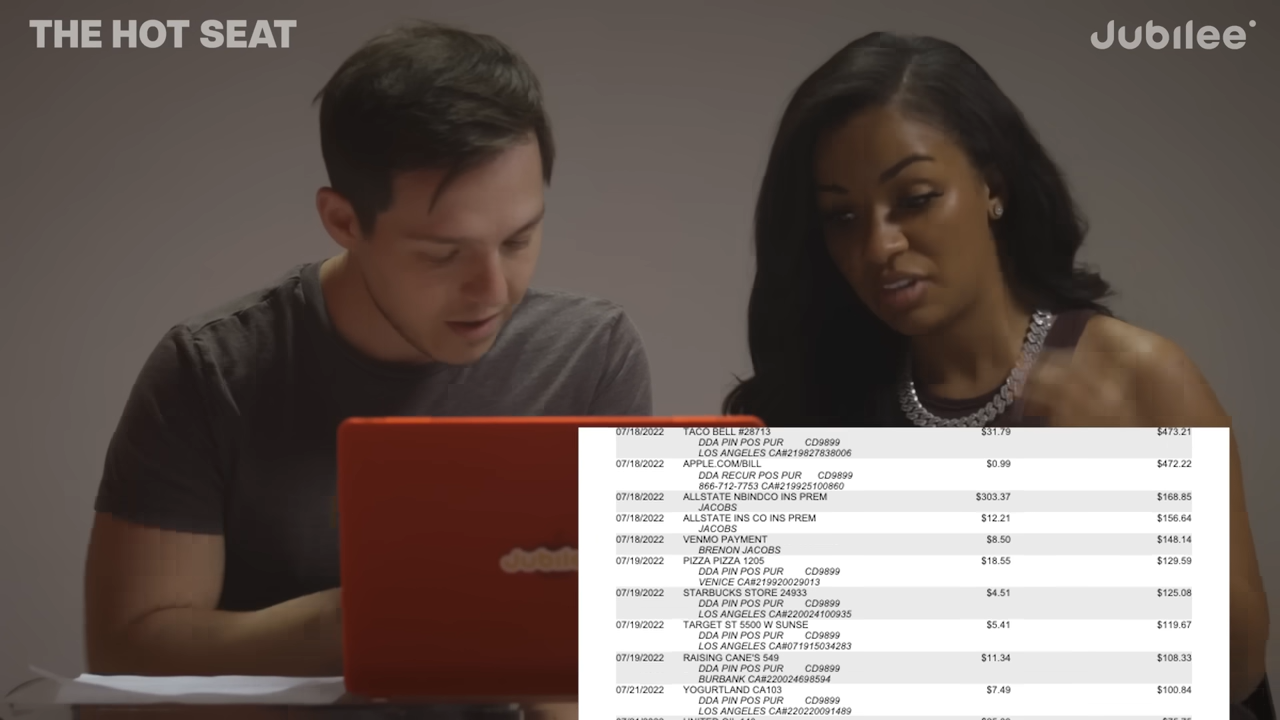 THE HOT SEAT
Jubilee
07/18/2022 TACO BELL #28713 $31.79 $473.21
DDA PIN POS PUR CD9899
LOS ANGELES CA#219827838006
07/18/2022 APPLE.COM/BILL $0.99 $472.22
DDA RECUR POS PUR CD9899
866-712-7753 CA#219925100860
07/18/2022 ALLSTATE NBINDCO INS PREM $303.37 $168.85
JACOBS
07/18/2022 ALLSTATE INS CO INS PREM $12.21 $156.64
JACOBS
07/18/2022 VENMO PAYMENT $8.50 $148.14
BRENON JACOBS
07/19/2022 PIZZA PIZZA 1205 $18.55 $129.59
DDA PIN POS PUR CD9899
VENICE CA#219920029013
07/19/2022 STARBUCKS STORE 24933 $4.51 $125.08
DDA PIN POS PUR CD9899
LOS ANGELES CA#220024100935
07/19/2022 TARGET ST 5500 W SUNSE $5.41 $119.67
DDA PIN POS PUR CD9899
LOS ANGELES CA#071915034283
07/19/2022 RAISING CANE'S 549 $11.34 $108.33
DDA PIN POS PUR CD9899
BURBANK CA#220024698594
07/21/2022 YOGURTLAND CA103 $7.49 $100.84
DDA PIN POS PUR CD9899
LOS ANGELES CA#220220091489